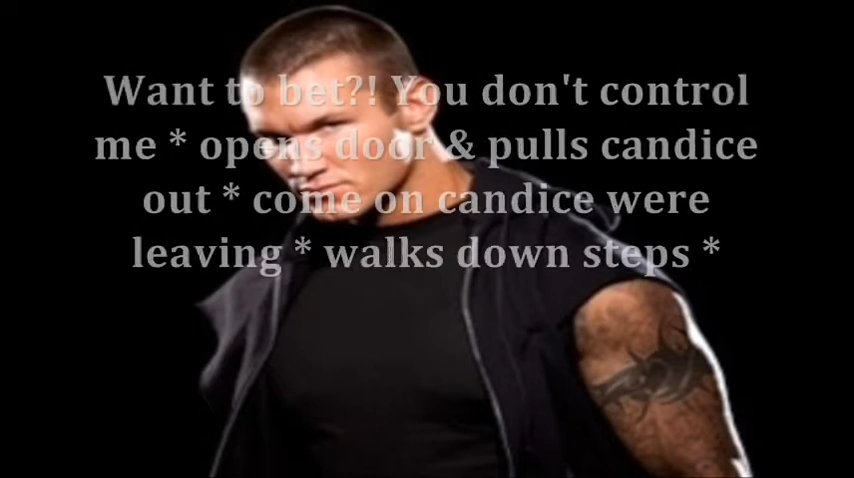 Want to bet?! You don't control
me * opens door & pulls candice
out * come on candice were
leaving * walks down steps *